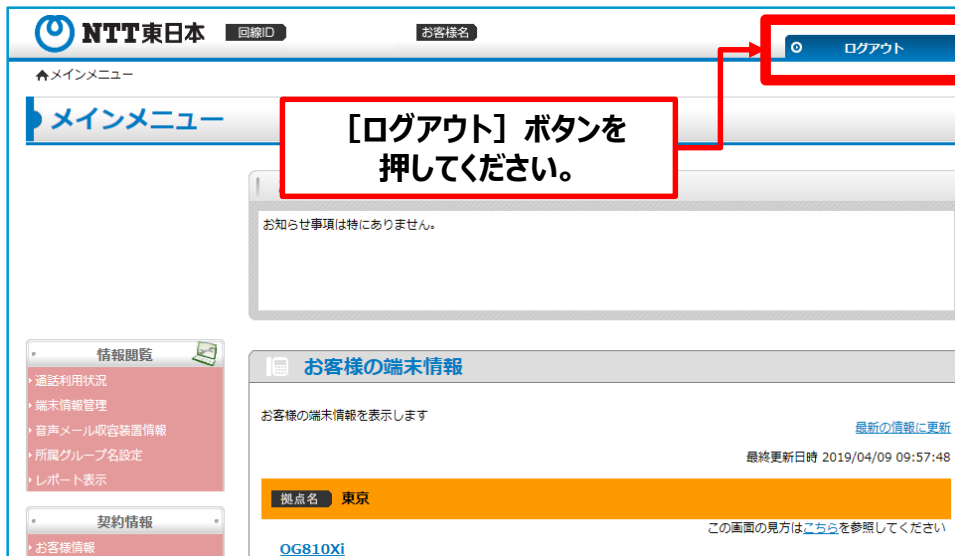 NTT東日本 回線ID お客様名
ログアウト
メインメニュー
メインメニュー
［ログアウト］ボタンを
押してください。
お知らせ事項は特にありません。
情報閲覧
通話利用状況
端末情報管理
音声メール収容装置情報
所属グループ名設定
レポート表示
契約情報
お客様情報
お客様の端末情報
お客様の端末情報を表示します
最新の情報に更新
最終更新日時 2019/04/09 09:57:48
拠点名 東京
この画面の見方はこちらを参照してください
OG810Xi